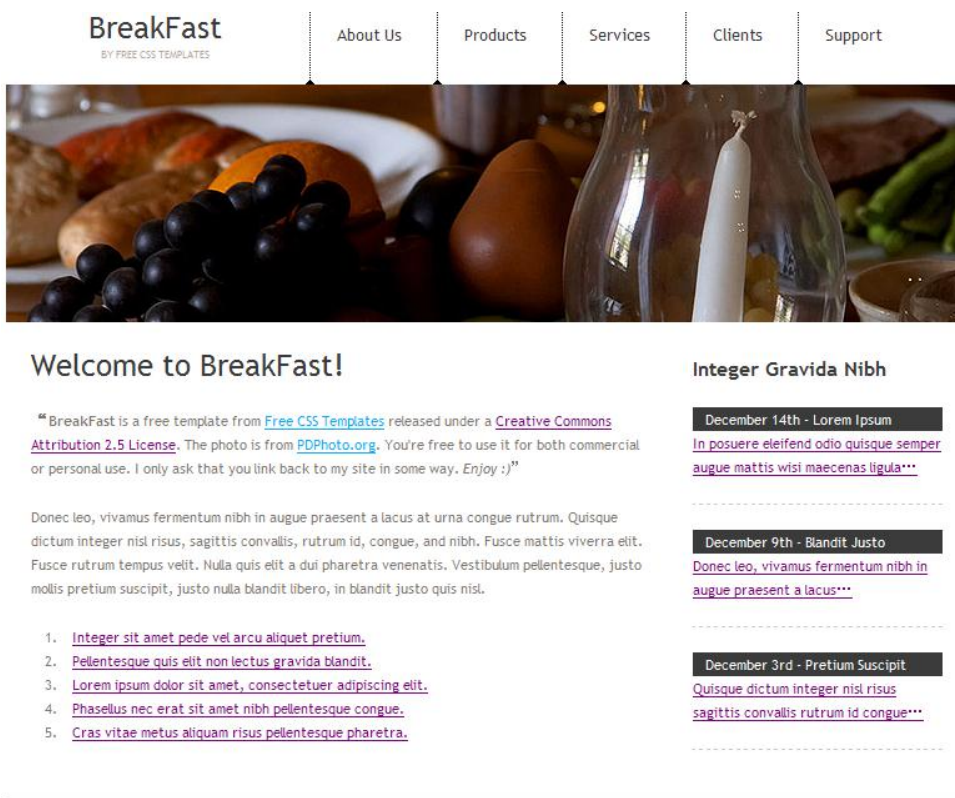 BreakFast
BY FREE CSS TEMPLATES
About Us
Products
Services
Clients
Support
Welcome to BreakFast!
❝BreakFast is a free template from Free CSS Templates released under a Creative Commons
Attribution 2.5 License. The photo is from PDPhoto.org. You're free to use it for both commercial
or personal use. I only ask that you link back to my site in some way. Enjoy :)”
Donec leo, vivamus fermentum nibh in augue praesent a lacus at urna congue rutrum. Quisque
dictum integer nisl risus, sagittis convallis, rutrum id, congue, and nibh. Fusce mattis viverra elit.
Fusce rutrum tempus velit. Nulla quis elit a dui pharetra venenatis. Vestibulum pellentesque, justo
mollis pretium suscipit, justo nulla blandit libero, in blandit justo quis nisl.
1. Integer sit amet pede vel arcu aliquet pretium.
2. Pellentesque quis elit non lectus gravida blandit.
3. Lorem ipsum dolor sit amet, consectetuer adipiscing elit.
4. Phasellus nec erat sit amet nibh pellentesque congue.
5. Cras vitae metus aliquam risus pellentesque pharetra.
Integer Gravida Nibh
December 14th - Lorem Ipsum
In posuere eleifend odio quisque semper
augue mattis wisi maecenas ligula…
December 9th - Blandit Justo
Donec leo, vivamus fermentum nibh in
augue praesent a lacus…
December 3rd - Pretium Suscipit
Quisque dictum integer nisl risus
sagittis convallis rutrum id congue…